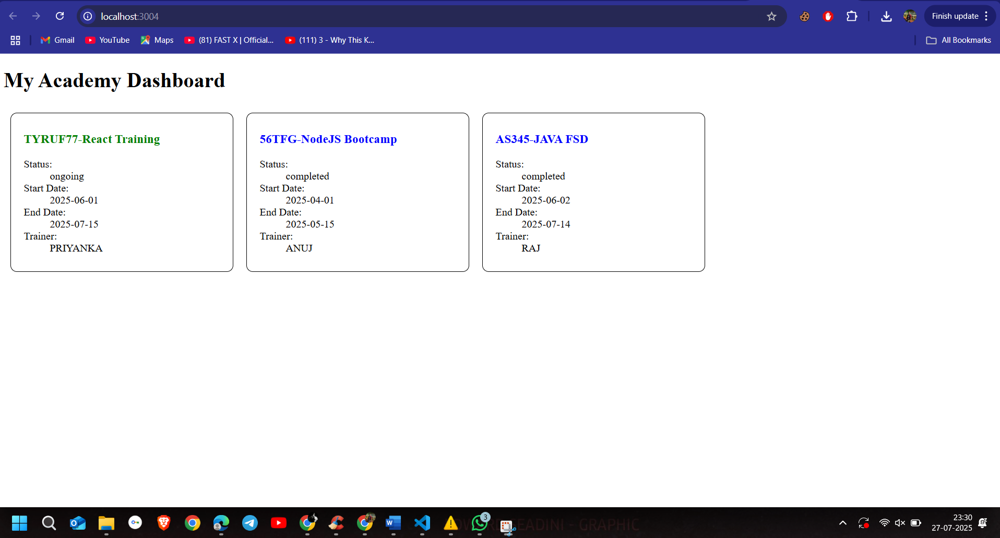 localhost:3004
Finish update
Gmail
YouTube
Maps
(81) FAST X | Official...
(111) 3 - Why This K...
All Bookmarks
My Academy Dashboard
TYRUF77-React Training
Status:
ongoing
Start Date:
2025-06-01
End Date:
2025-07-15
Trainer:
PRIYANKA
56TFG-NodeJS Bootcamp
Status:
completed
Start Date:
2025-04-01
End Date:
2025-05-15
Trainer:
ANUJ
AS345-JAVA FSD
Status:
completed
Start Date:
2025-06-02
End Date:
2025-07-14
Trainer:
RAJ
3
- GRAPHIC
23:30
27-07-2025